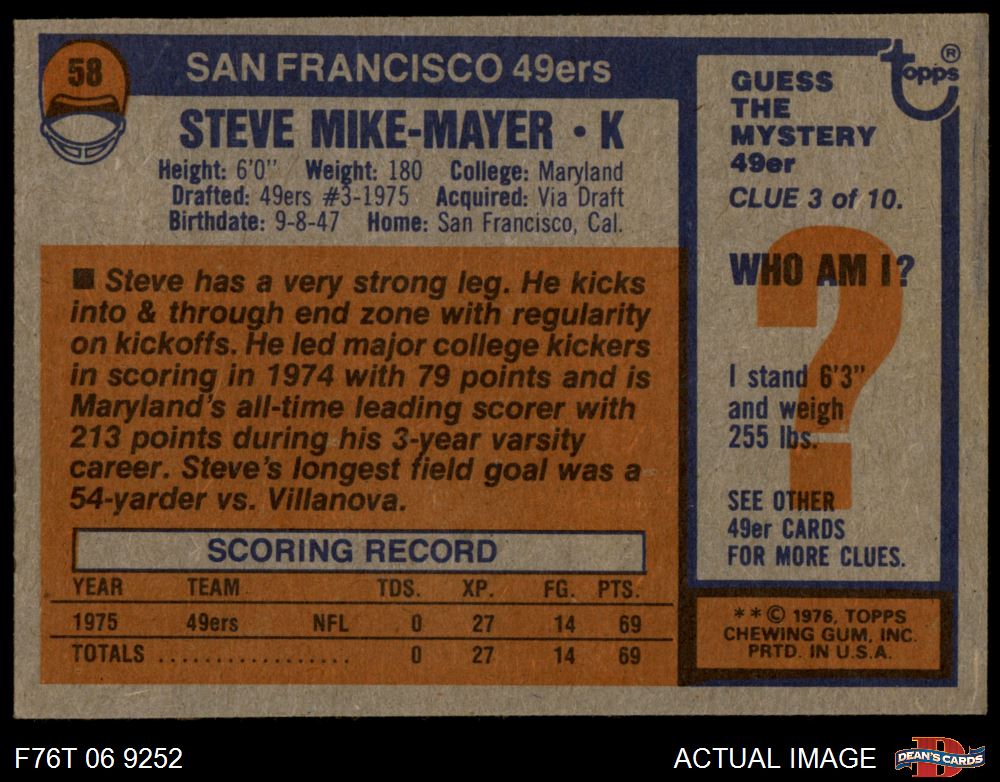 58
SAN FRANCISCO 49ers
STEVE MIKE-MAYER • K
Height: 6'0" Weight: 180 College: Maryland
Drafted: 49ers #3-1975 Acquired: Via Draft
Birthdate: 9-8-47 Home: San Francisco, Cal.
■ Steve has a very strong leg. He kicks
into & through end zone with regularity
on kickoffs. He led major college kickers
in scoring in 1974 with 79 points and is
Maryland's all-time leading scorer with
213 points during his 3-year varsity
career. Steve's longest field goal was a
54-yarder vs. Villanova.
SCORING RECORD
YEAR TEAM TDS. XP. FG. PTS.
1975 49ers NFL 0 27 14 69
TOTALS .................. 0 27 14 69
topps®
GUESS
THE
MYSTERY
49er
CLUE 3 of 10.
WHO AM I?
I stand 6'3"
and weigh
255 lbs.
SEE OTHER
49er CARDS
FOR MORE CLUES.
**© 1976, TOPPS
CHEWING GUM, INC.
PRTD. IN U.S.A.
F76T 06 9252
ACTUAL IMAGE
D
DEAN'S CARDS